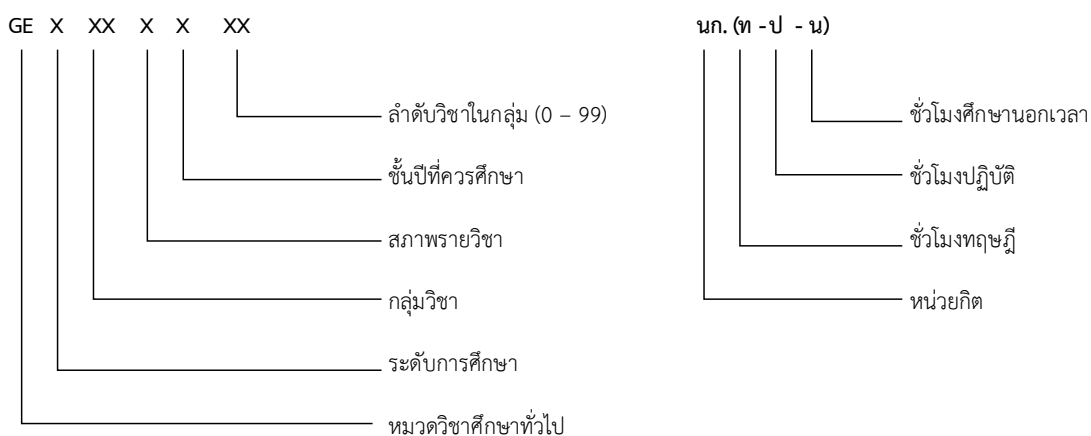 GE X XX X X XX นก. (ท - ป - น)
ลำดับวิชาในกลุ่ม (0 – 99) ชั่วโมงศึกษานอกเวลา
ชั้นปีที่ควรศึกษา ชั่วโมงปฏิบัติ
สภาพรายวิชา ชั่วโมงทฤษฎี
กลุ่มวิชา หน่วยกิต
ระดับการศึกษา
หมวดวิชาศึกษาทั่วไป